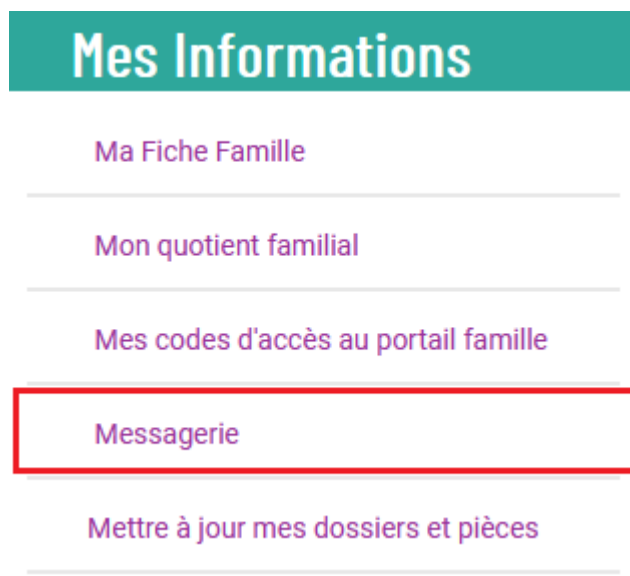 Mes Informations
Ma Fiche Famille
Mon quotient familial
Mes codes d'accès au portail famille
Messagerie
Mettre à jour mes dossiers et pièces